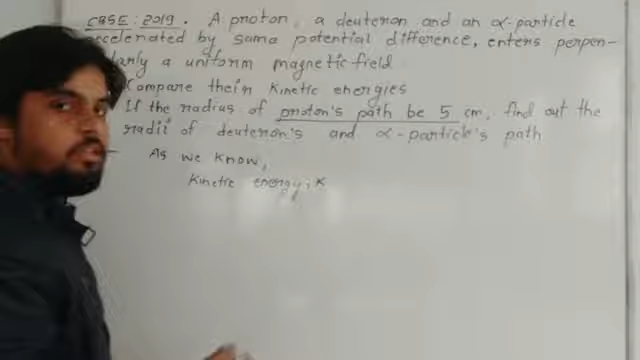 CBSE: 2019. A proton, a deuteron and an α-particle
accelerated by same potential difference, enters perpen-
a uniform magnetic field.
Compare their kinetic energies
If the radius of proton's path be 5 cm, find out the
radii of deuteron's and α-particle's path
As we know,
Kinetic energy, K